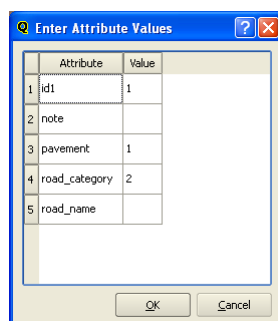 Enter Attribute Values
Attribute Value
1 id1 1
2 note
3 pavement 1
4 road_category 2
5 road_name
OK Cancel